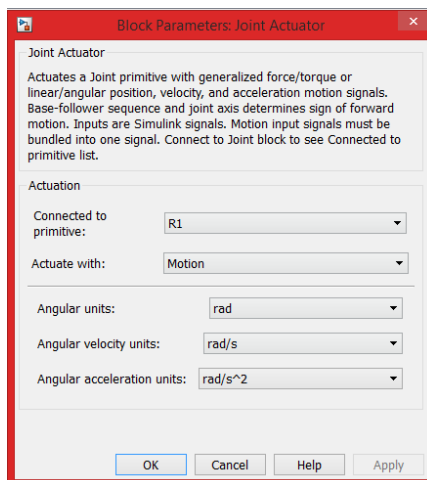 Block Parameters: Joint Actuator
Joint Actuator
Actuates a Joint primitive with generalized force/torque or
linear/angular position, velocity, and acceleration motion signals.
Base-follower sequence and joint axis determines sign of forward
motion. Inputs are Simulink signals. Motion input signals must be
bundled into one signal. Connect to Joint block to see Connected to
primitive list.
Actuation
Connected to
primitive:
R1
Actuate with:
Motion
Angular units:
rad
Angular velocity units:
rad/s
Angular acceleration units:
rad/s^2
OK Cancel Help Apply